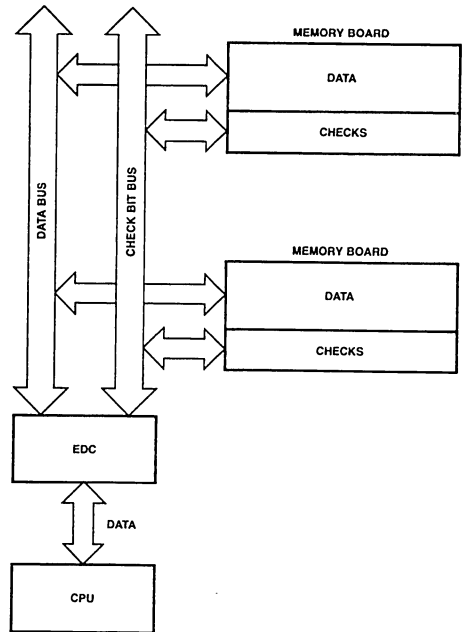 MEMORY BOARD
DATA
CHECKS
DATA BUS
CHECK BIT BUS
MEMORY BOARD
DATA
CHECKS
EDC
DATA
CPU